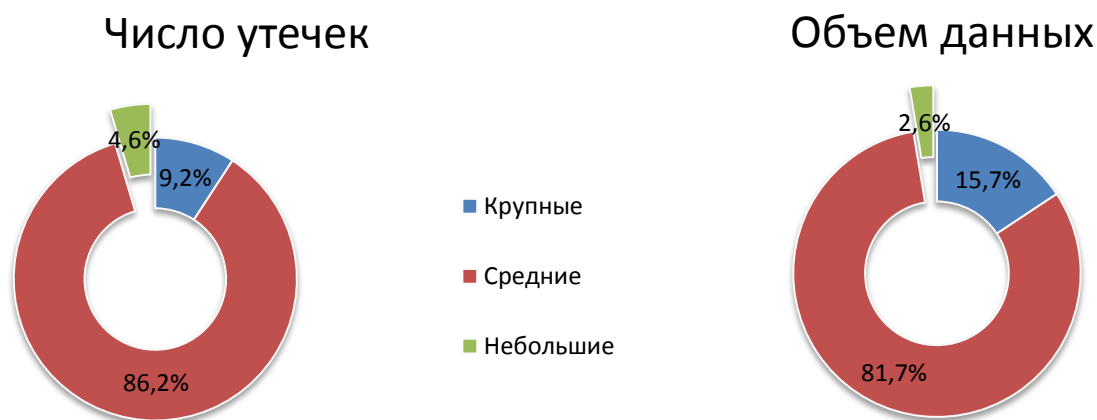 Число утечек
4,6%
9,2%
86,2%
Крупные
Средние
Небольшие
Объем данных
2,6%
15,7%
81,7%